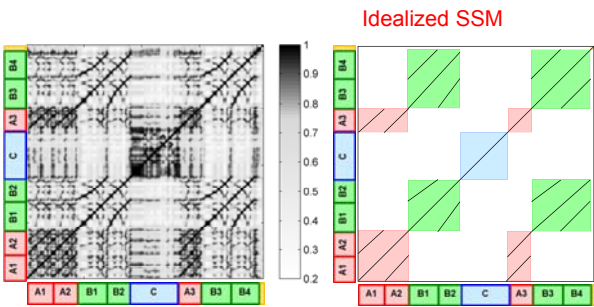 Idealized SSM
B4
B3
A3
C
B2
B1
A2
A1
A1 A2 B1 B2 C A3 B3 B4
1
0.9
0.8
0.7
0.6
0.5
0.4
0.3
0.2
B4
B3
A3
C
B2
B1
A2
A1
A1 A2 B1 B2 C A3 B3 B4